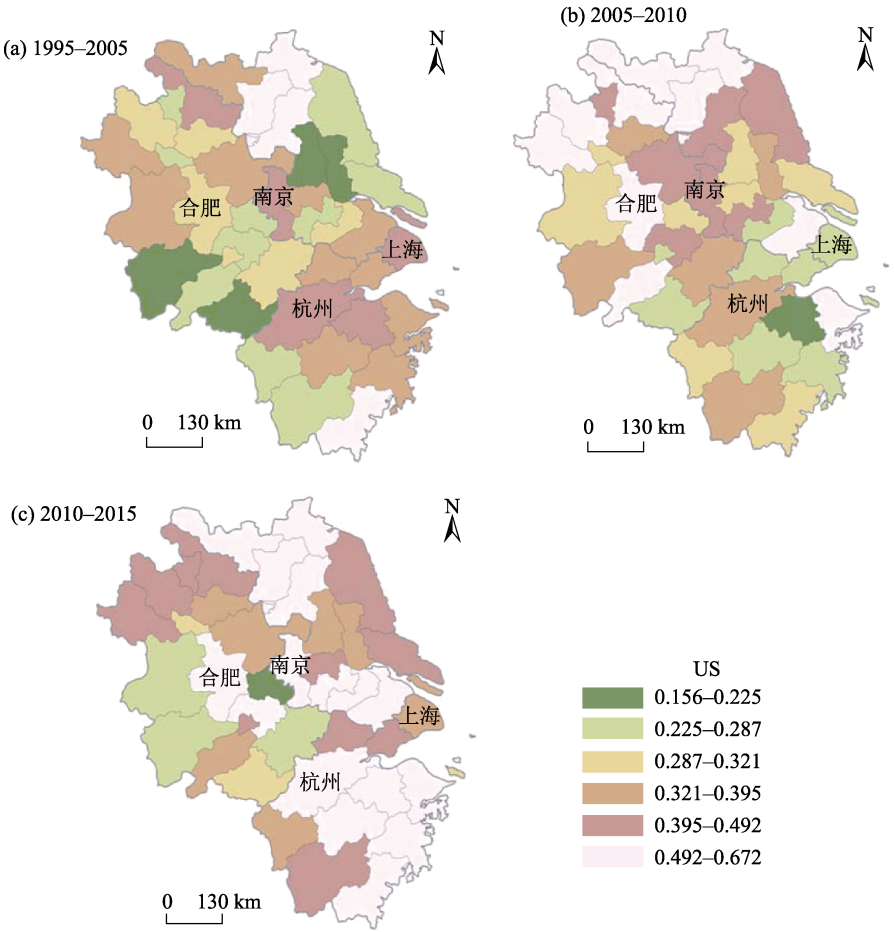 (a) 1995–2005
N
合肥
南京
上海
杭州
0 130 km
(b) 2005–2010
N
合肥
南京
上海
杭州
0 130 km
(c) 2010–2015
N
合肥
南京
上海
杭州
0 130 km
US
0.156–0.225
0.225–0.287
0.287–0.321
0.321–0.395
0.395–0.492
0.492–0.672